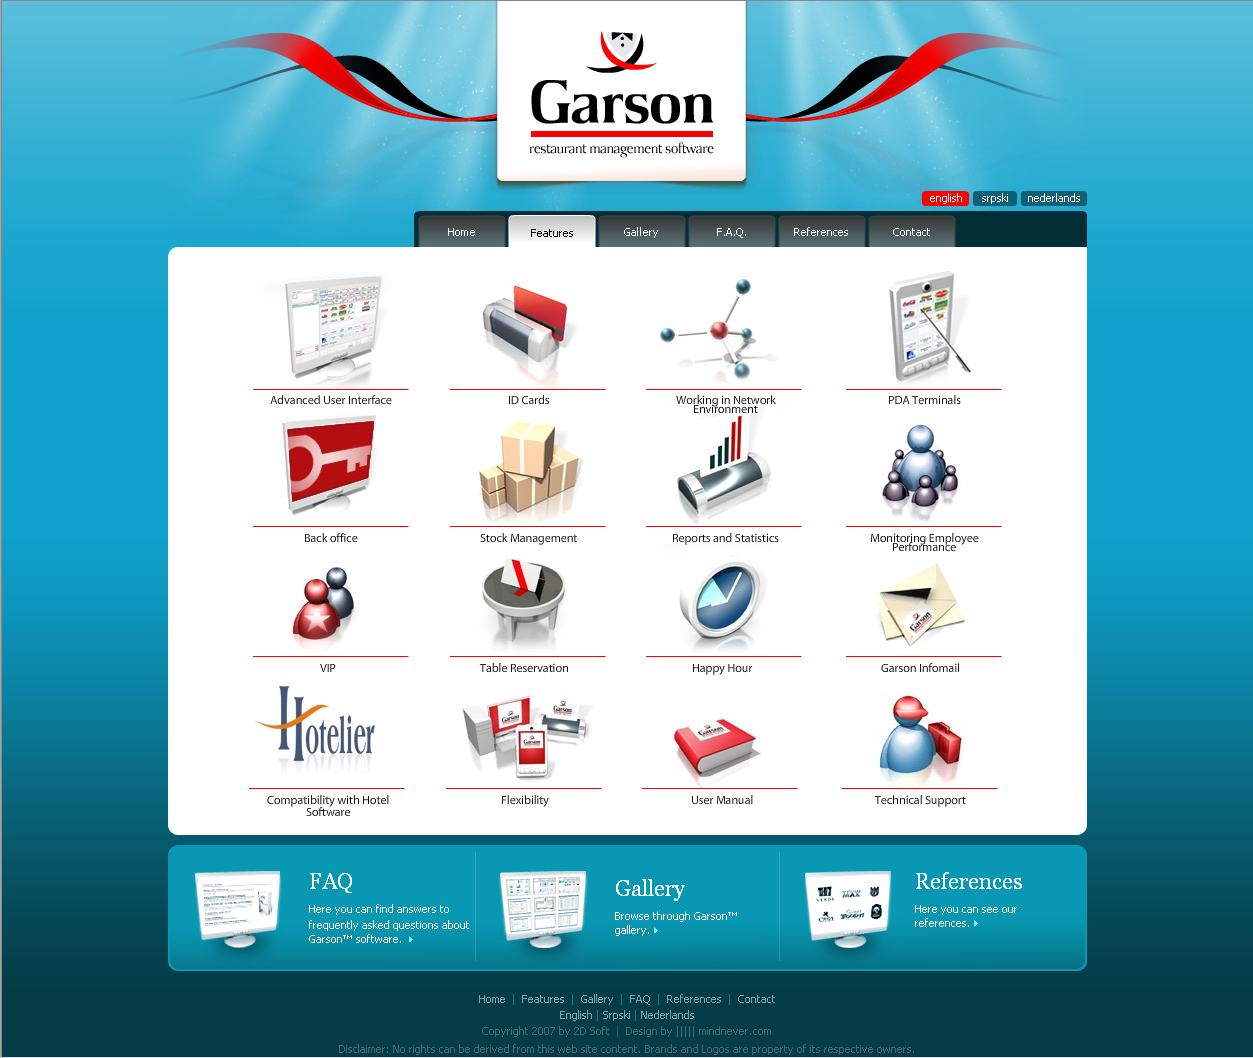 Garson
restaurant management software
english srpski nederlands
Home Features Gallery F.A.Q. References Contact
Advanced User Interface
ID Cards
Working in Network
Environment
PDA Terminals
Back office
Stock Management
Reports and Statistics
Monitoring Employee
Performance
VIP
Table Reservation
Happy Hour
Garson
Garson Infomail
Hotelier
Garson
Garson
Garson
Garson
Compatibility with Hotel
Software
Flexibility
User Manual
Technical Support
FAQ
Here you can find answers to
frequently asked questions about
Garson™ software.
Gallery
Browse through Garson™
gallery.
References
Here you can see our
references.
Home | Features | Gallery | FAQ | References | Contact
English | Srpski | Nederlands
Copyright 2007 by 2D Soft | Design by ||||| mindnever.com
Disclaimer: No rights can be derived from this web site content. Brands and Logos are property of its respective owners.